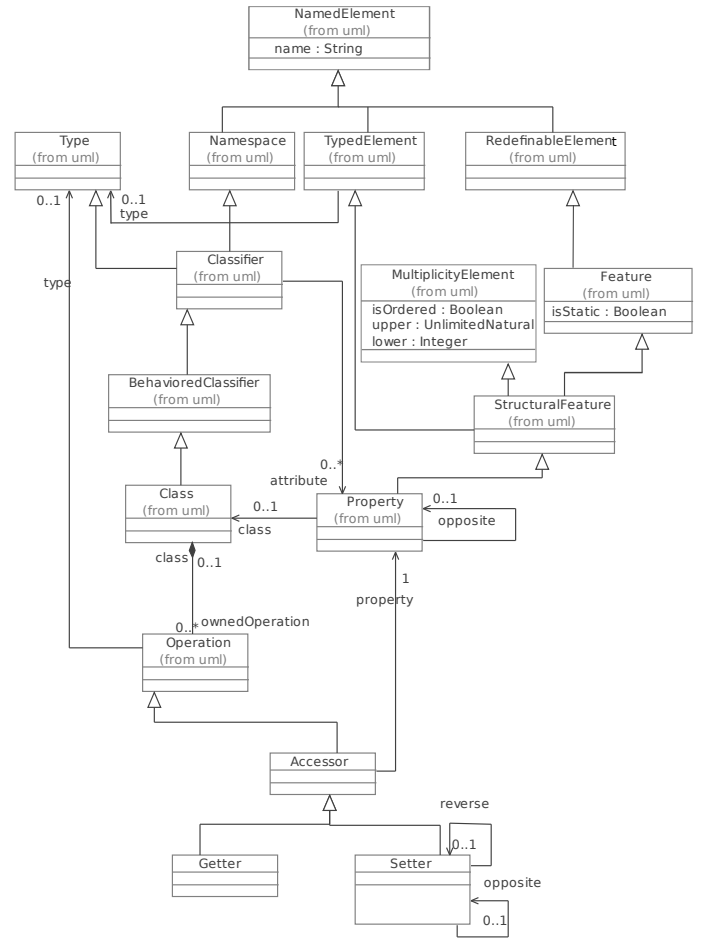 NamedElement
(from uml)
name : String
Type
(from uml)
Namespace
(from uml)
TypedElement
(from uml)
RedefinableElement
(from uml)
0..1
0..1
type
type
Classifier
(from uml)
MultiplicityElement
(from uml)
isOrdered : Boolean
upper : UnlimitedNatural
lower : Integer
Feature
(from uml)
isStatic : Boolean
BehavioredClassifier
(from uml)
StructuralFeature
(from uml)
0..*
attribute
Class
(from uml)
0..1
class
Property
(from uml)
0..1
opposite
class
0..1
1
property
0..*
ownedOperation
Operation
(from uml)
Accessor
reverse
0..1
Getter
Setter
opposite
0..1